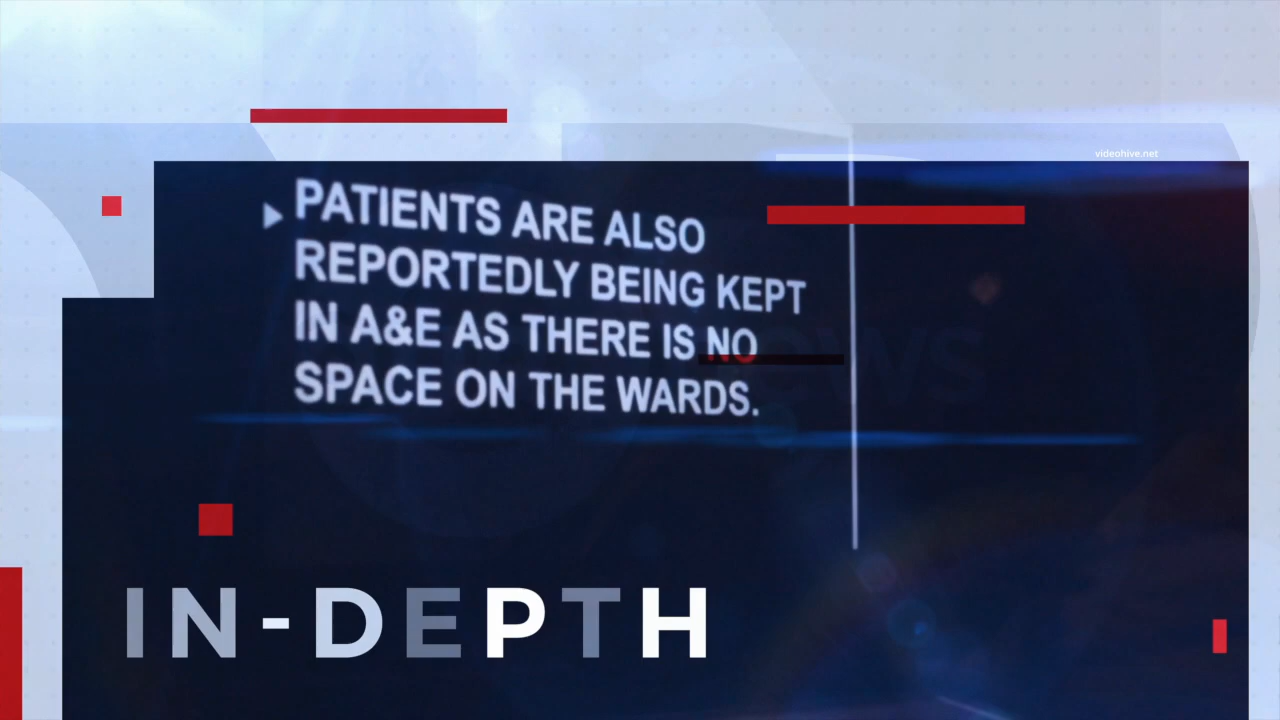 videohive.net
PATIENTS ARE ALSO
REPORTEDLY BEING KEPT
IN A&E AS THERE IS NO
SPACE ON THE WARDS.
IN-DEPTH